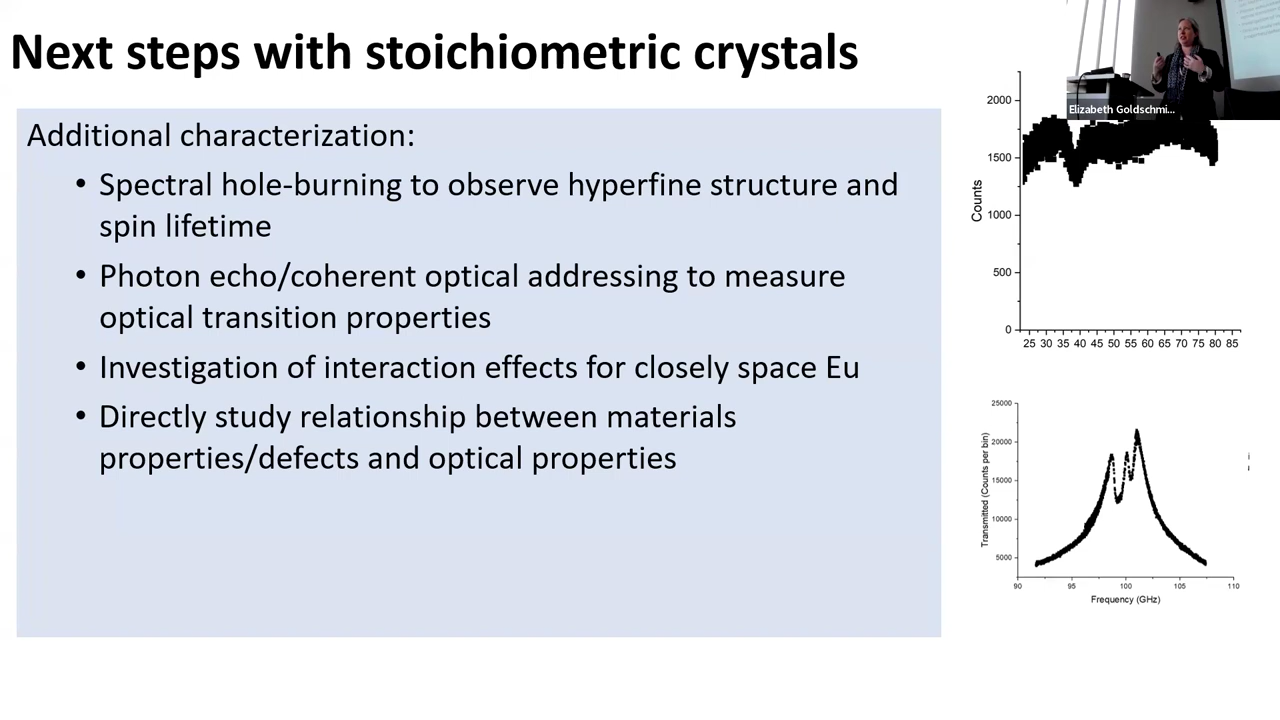 Next steps with stoichiometric crystals
Additional characterization:
• Spectral hole-burning to observe hyperfine structure and
spin lifetime
• Photon echo/coherent optical addressing to measure
optical transition properties
• Investigation of interaction effects for closely space Eu
• Directly study relationship between materials
properties/defects and optical properties
Elizabeth Goldschmi...
2000
1500
1000
500
0
Counts
25 30 35 40 45 50 55 60 65 70 75 80 85
25000
20000
15000
10000
5000
Transmitted (Counts per bin)
90 95 100 105 110
Frequency (GHz)